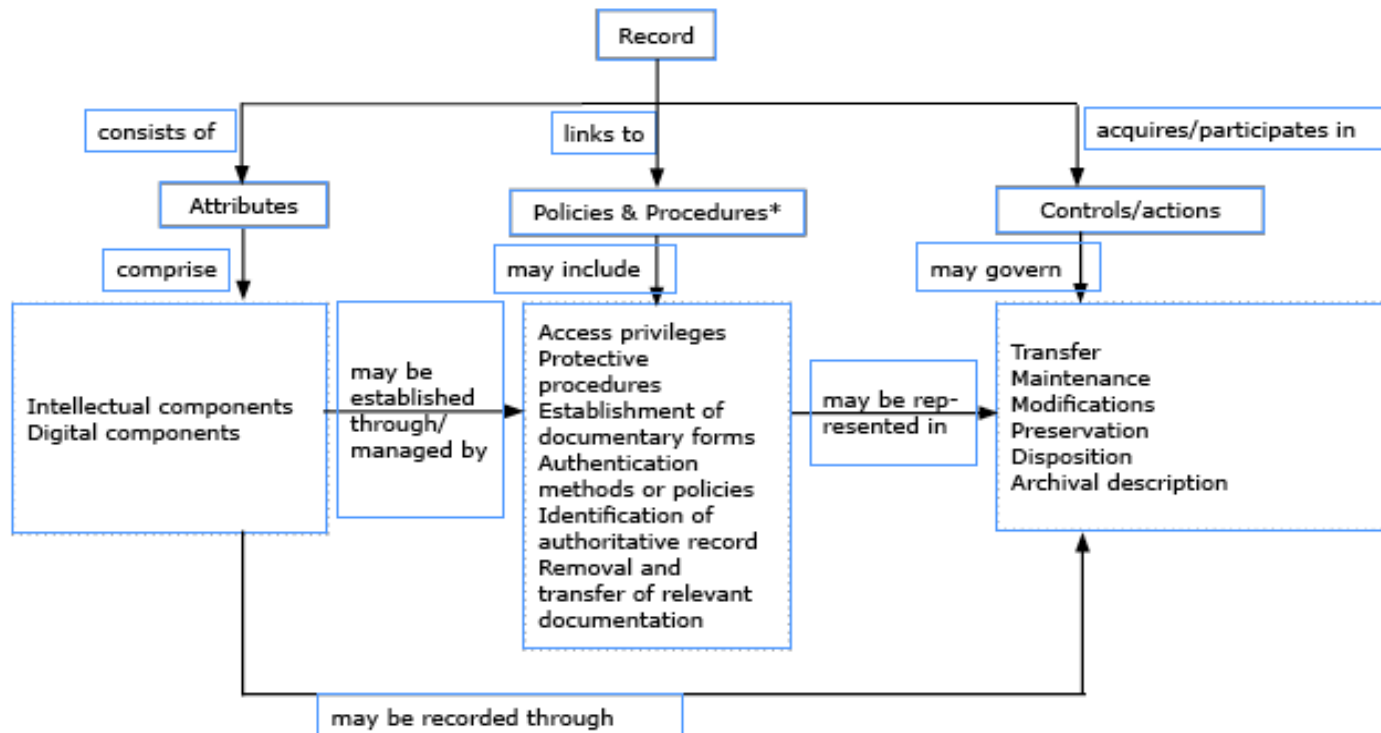 Record
consists of
links to
acquires/participates in
Attributes
Policies & Procedures*
Controls/actions
comprise
may include
may govern
Intellectual components
Digital components
may be
established
through/
managed by
Access privileges
Protective
procedures
Establishment of
documentary forms
Authentication
methods or policies
Identification of
authoritative record
Removal and
transfer of relevant
documentation
may be rep-
resented in
Transfer
Maintenance
Modifications
Preservation
Disposition
Archival description
may be recorded through